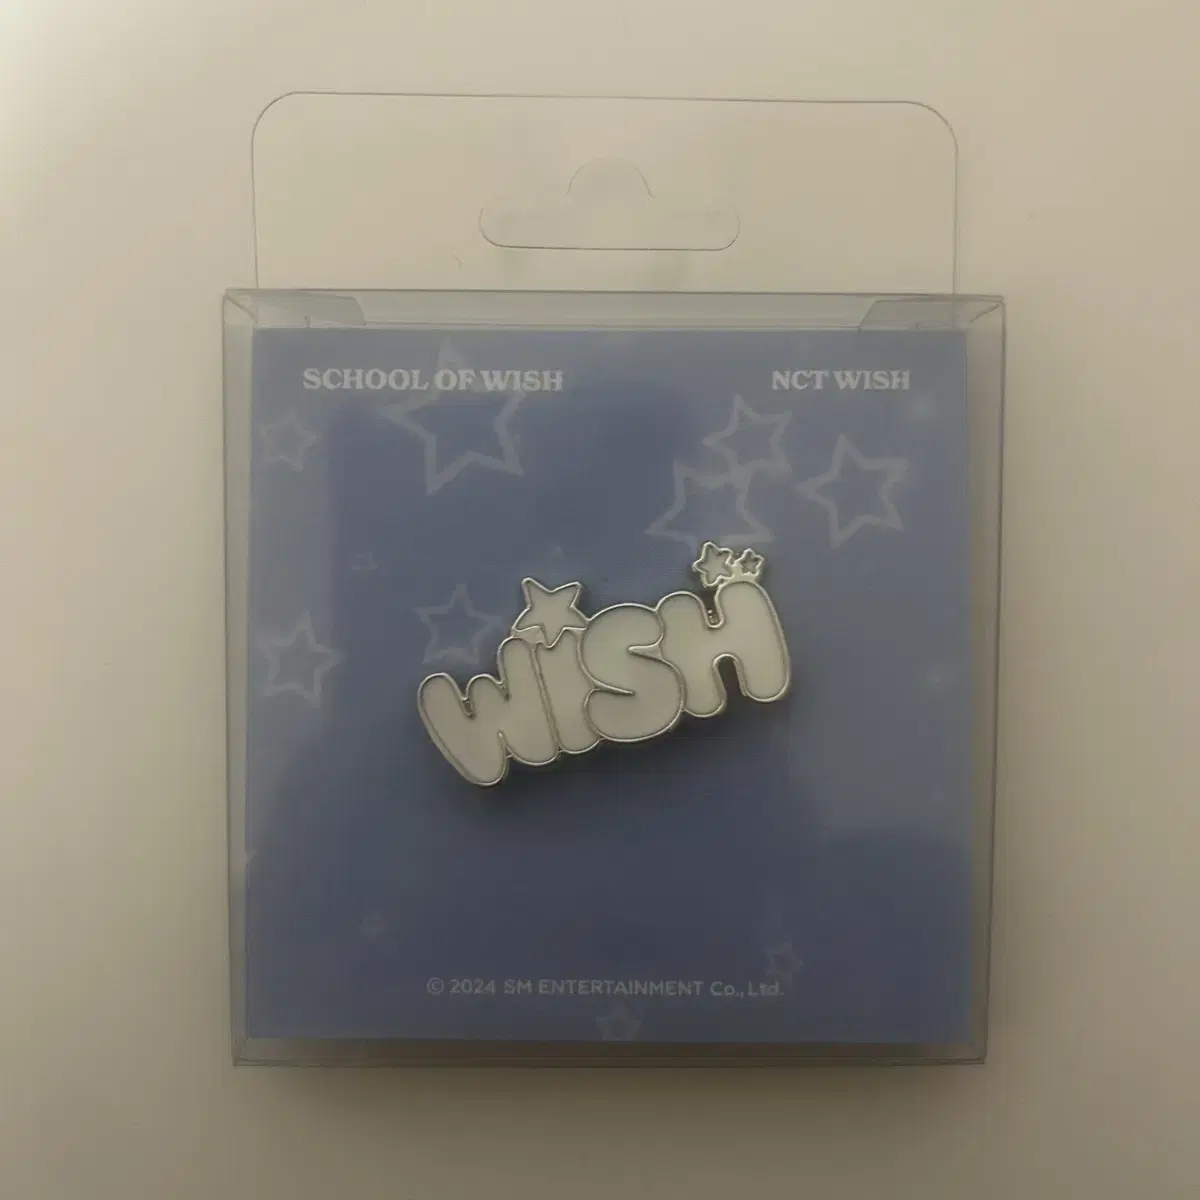 SCHOOL OF WISH
NCT WISH
WISH
© 2024 SM ENTERTAINMENT Co., Ltd.